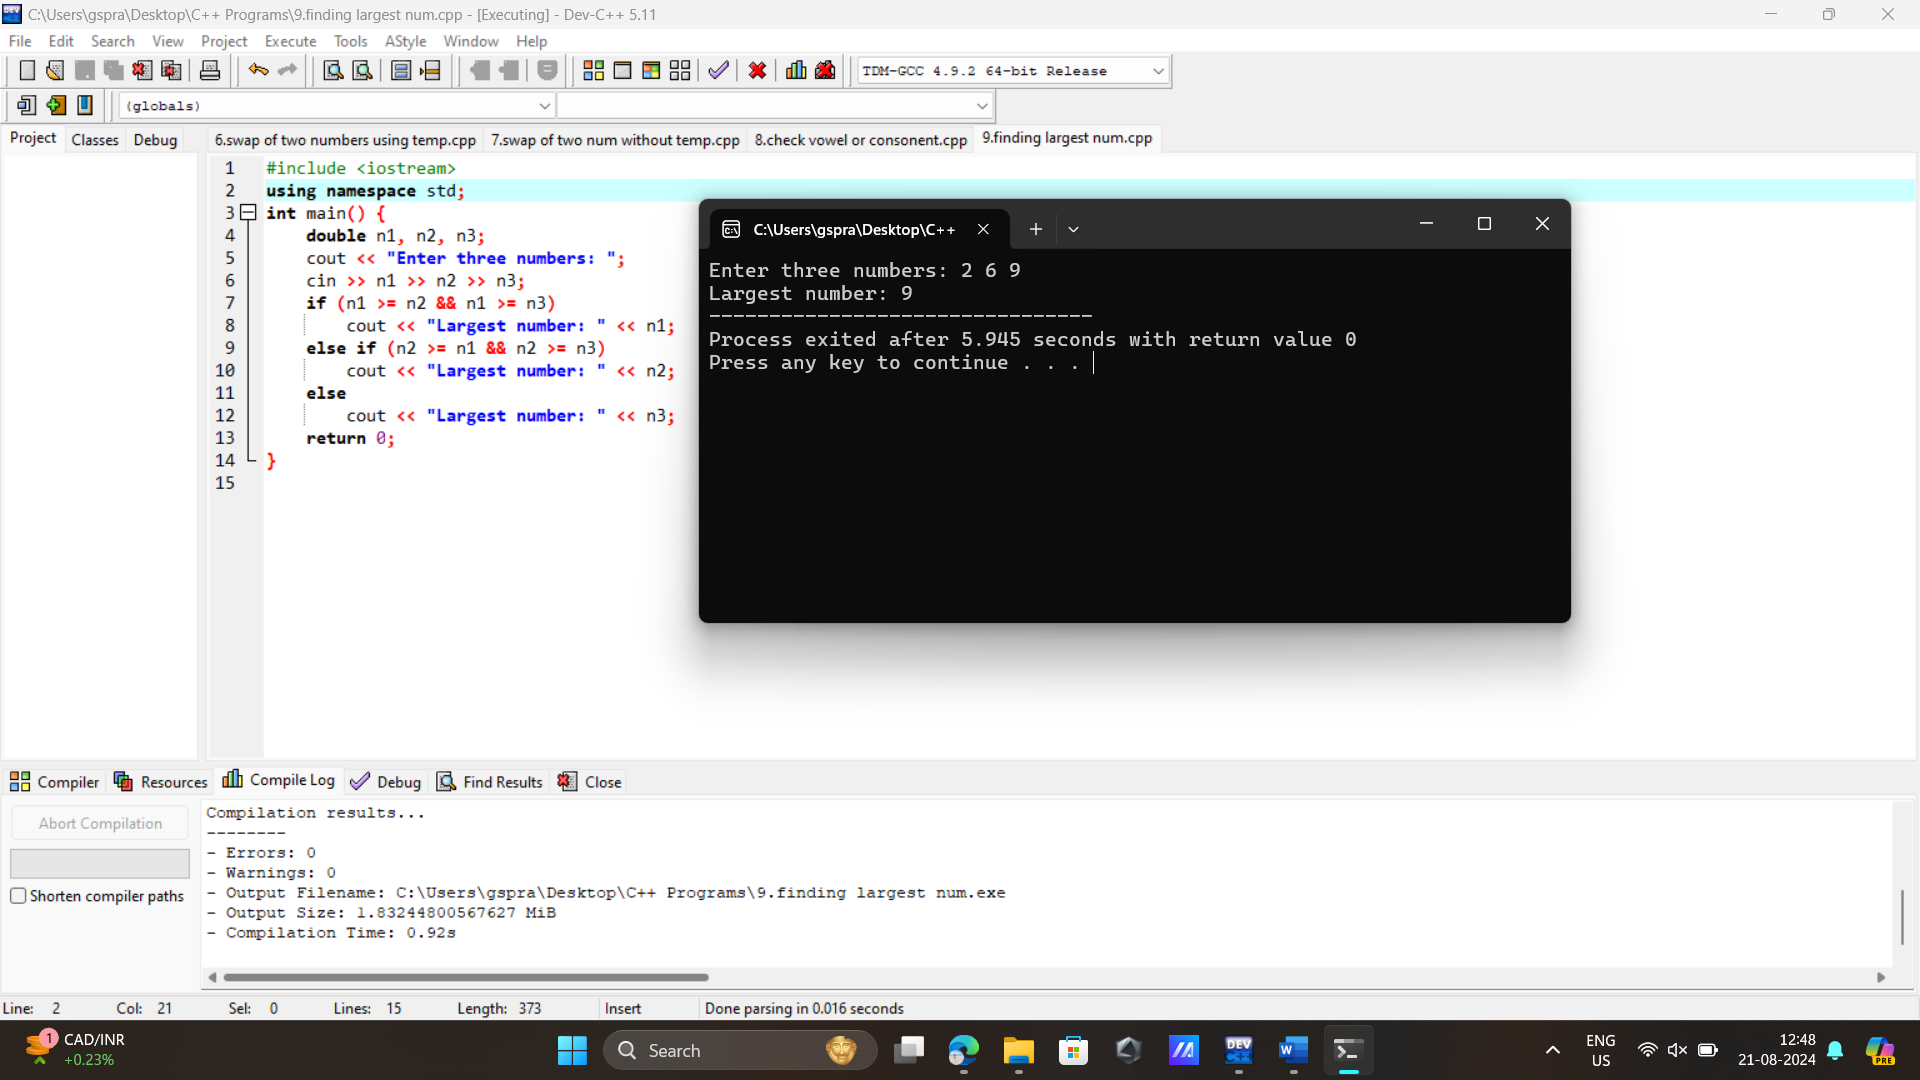 C:\Users\gspra\Desktop\C++ Programs\9.finding largest num.cpp - [Executing] - Dev-C++ 5.11
File Edit Search View Project Execute Tools AStyle Window Help
TDM-GCC 4.9.2 64-bit Release
(globals)
Project Classes Debug
6.swap of two numbers using temp.cpp 7.swap of two num without temp.cpp 8.check vowel or consonent.cpp 9.finding largest num.cpp
1 #include <iostream>
2 using namespace std;
3 int main() {
4 double n1, n2, n3;
5 cout << "Enter three numbers: ";
6 cin >> n1 >> n2 >> n3;
7 if (n1 >= n2 && n1 >= n3)
8 cout << "Largest number: " << n1;
9 else if (n2 >= n1 && n2 >= n3)
10 cout << "Largest number: " << n2;
11 else
12 cout << "Largest number: " << n3;
13 return 0;
14 }
15
C:\Users\gspra\Desktop\C++
Enter three numbers: 2 6 9
Largest number: 9
--------------------------------
Process exited after 5.945 seconds with return value 0
Press any key to continue . . .
Compiler Resources Compile Log Debug Find Results Close
Abort Compilation
Shorten compiler paths
Compilation results...
--------
- Errors: 0
- Warnings: 0
- Output Filename: C:\Users\gspra\Desktop\C++ Programs\9.finding largest num.exe
- Output Size: 1.83244800567627 MiB
- Compilation Time: 0.92s
Line: 2 Col: 21 Sel: 0 Lines: 15 Length: 373 Insert Done parsing in 0.016 seconds
1
CAD/INR
+0.23%
Search
DEV
C++
W
ENG
US
12:48
21-08-2024
PRE